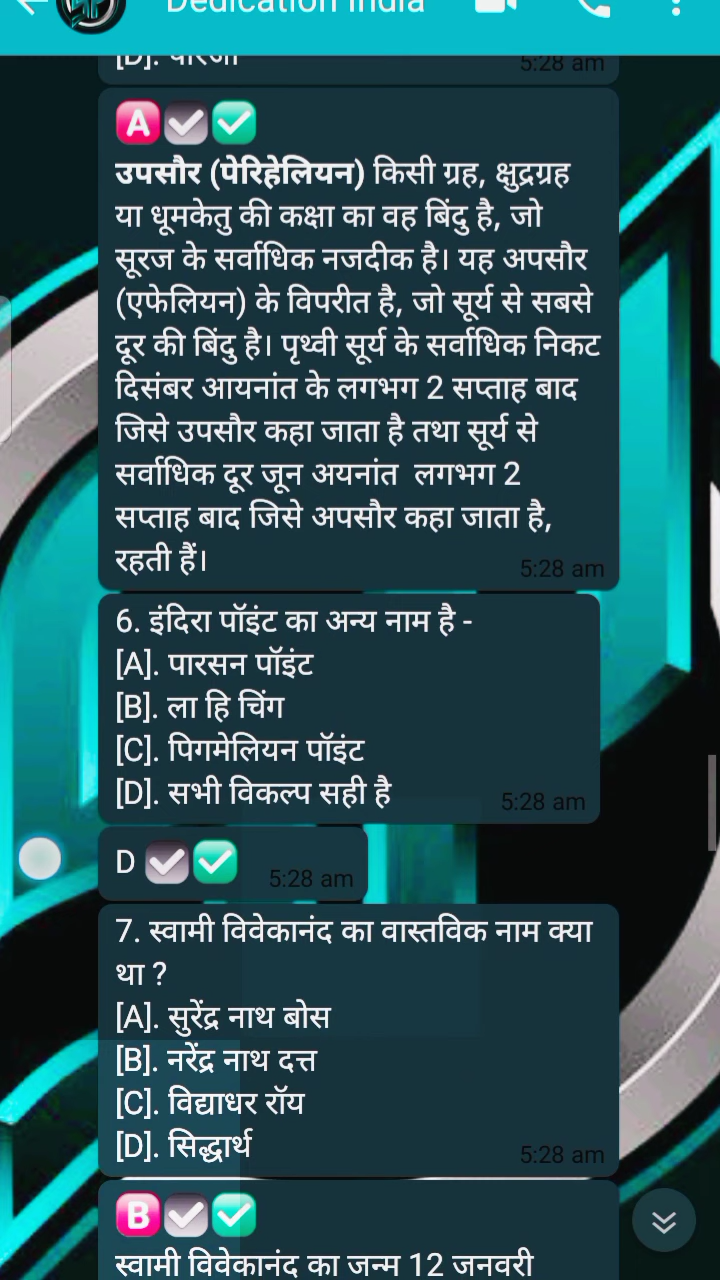 Dedication India
[D]. पारजा
5:28 am
A
उपसौर (पेरिहेलियन) किसी ग्रह, क्षुद्रग्रह
या धूमकेतु की कक्षा का वह बिंदु है, जो
सूरज के सर्वाधिक नजदीक है। यह अपसौर
(एफेलियन) के विपरीत है, जो सूर्य से सबसे
दूर की बिंदु है। पृथ्वी सूर्य के सर्वाधिक निकट
दिसंबर आयनांत के लगभग 2 सप्ताह बाद
जिसे उपसौर कहा जाता है तथा सूर्य से
सर्वाधिक दूर जून अयनांत लगभग 2
सप्ताह बाद जिसे अपसौर कहा जाता है,
रहती हैं।
5:28 am
6. इंदिरा पॉइंट का अन्य नाम है -
[A]. पारसन पॉइंट
[B]. ला हि चिंग
[C]. पिगमेलियन पॉइंट
[D]. सभी विकल्प सही है
5:28 am
D
5:28 am
7. स्वामी विवेकानंद का वास्तविक नाम क्या
था ?
[A]. सुरेंद्र नाथ बोस
[B]. नरेंद्र नाथ दत्त
[C]. विद्याधर रॉय
[D]. सिद्धार्थ
5:28 am
B
स्वामी विवेकानंद का जन्म 12 जनवरी